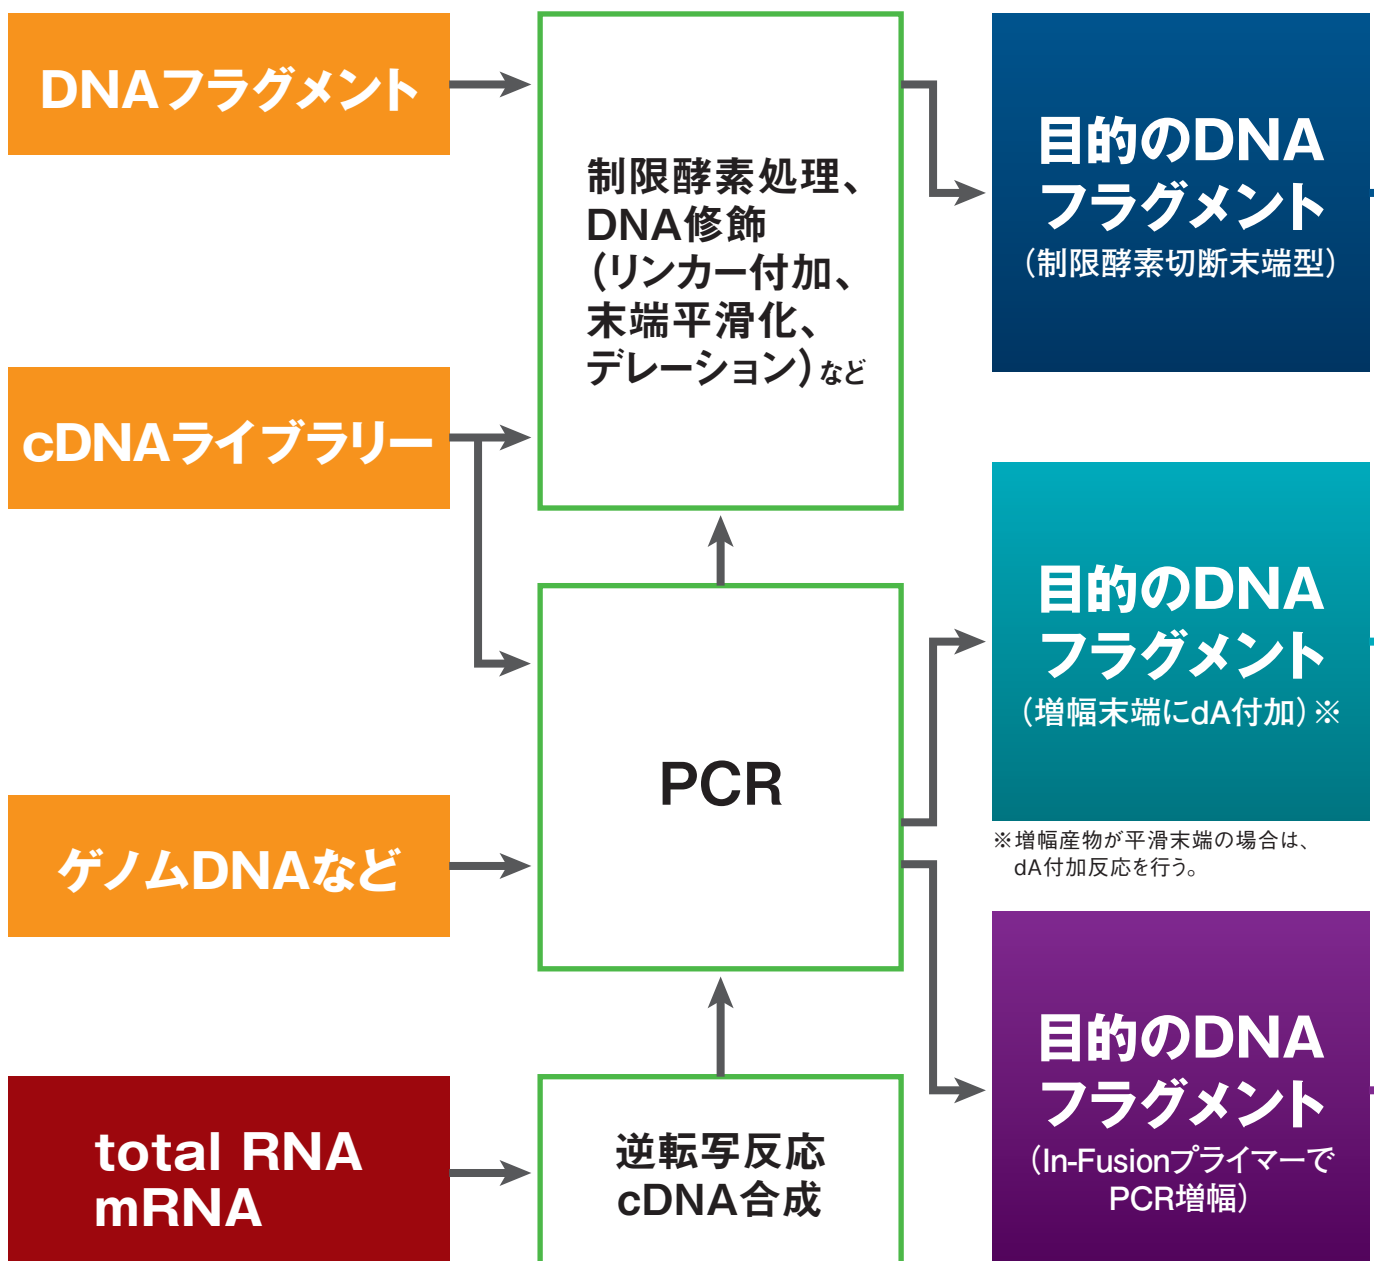 DNAフラグメント
cDNAライブラリー
ゲノムDNAなど
total RNA
mRNA
制限酵素処理、
DNA修飾
（リンカー付加、
末端平滑化、
デレーション）など
PCR
逆転写反応
cDNA合成
目的のDNA
フラグメント
（制限酵素切断末端型）
目的のDNA
フラグメント
（増幅末端にdA付加）※
※増幅産物が平滑末端の場合は、
dA付加反応を行う。
目的のDNA
フラグメント
（In-Fusionプライマーで
PCR増幅）